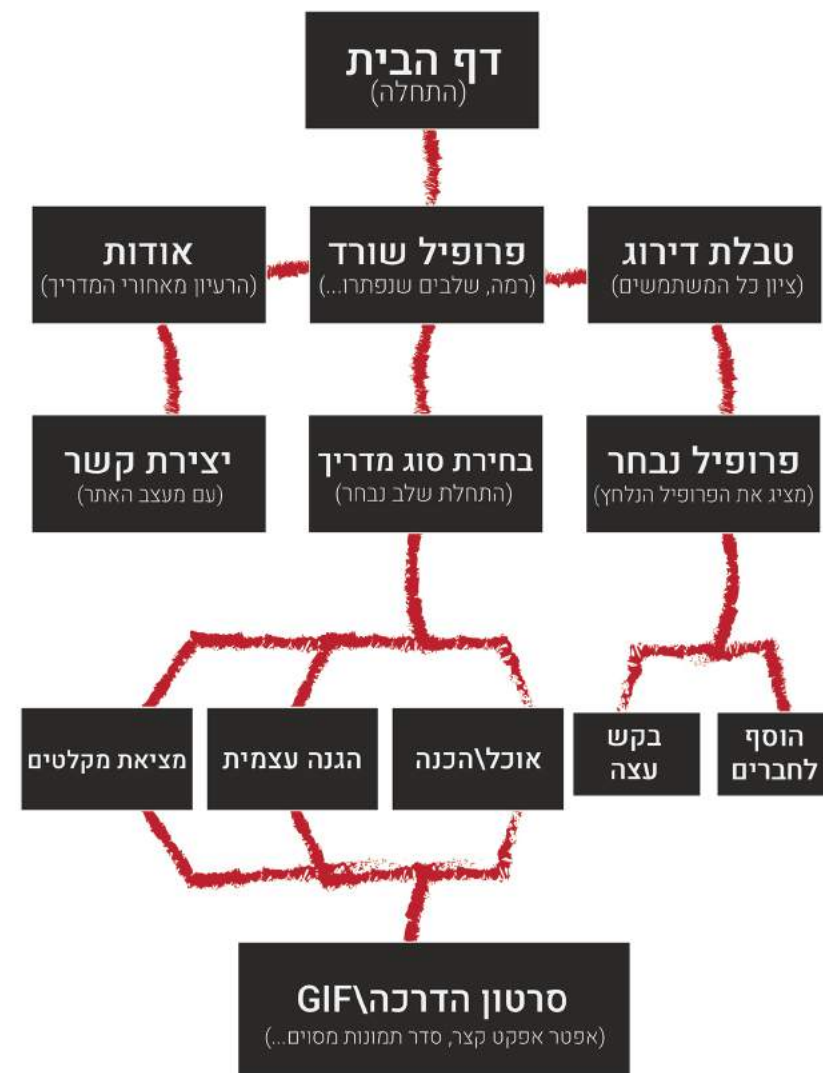 דף הבית
(התחלה)
טבלת דירוג
(ציון כל המשתמשים)
פרופיל שורד
(רמה, שלבים שנפתרו...)
אודות
(הרעיון מאחורי המדריך)
פרופיל נבחר
(מציג את הפרופיל הנלחץ)
בחירת סוג מדריך
(התחלת שלב נבחר)
יצירת קשר
(עם מעצב האתר)
הוסף
לחברים
בקש
עצה
אוכל\הכנה
הגנה עצמית
מציאת מקלטים
סרטון הדרכה\GIF
(אפטר אפקט קצר, סדר תמונות מסוים...)